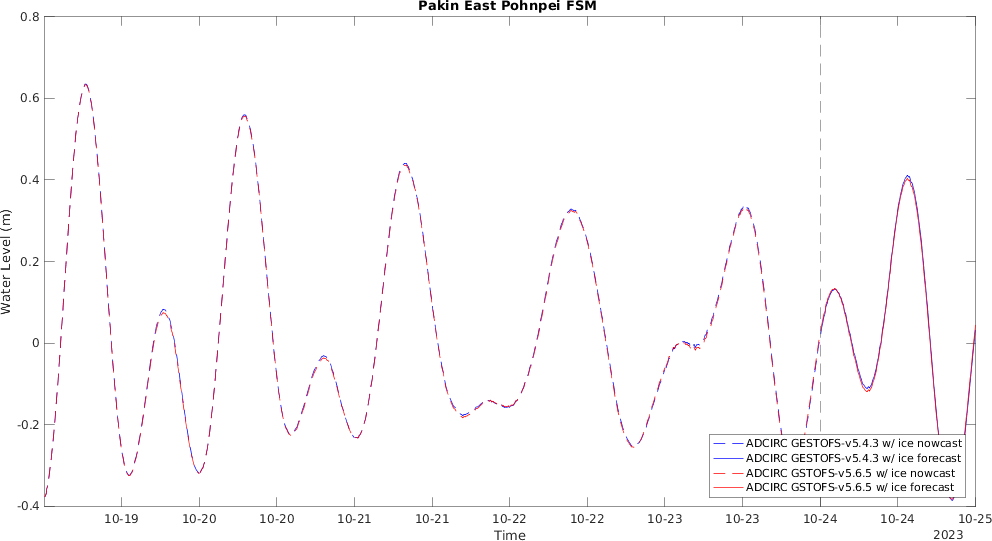 Pakin East Pohnpei FSM
0.8
0.6
0.4
0.2
0
-0.2
-0.4
Water Level (m)
10-19
10-20
10-20
10-21
10-21
10-22
10-22
10-23
10-23
10-24
10-24
10-25
Time
2023
ADCIRC GESTOFS-v5.4.3 w/ ice nowcast
ADCIRC GESTOFS-v5.4.3 w/ ice forecast
ADCIRC GSTOFS-v5.6.5 w/ ice nowcast
ADCIRC GSTOFS-v5.6.5 w/ ice forecast